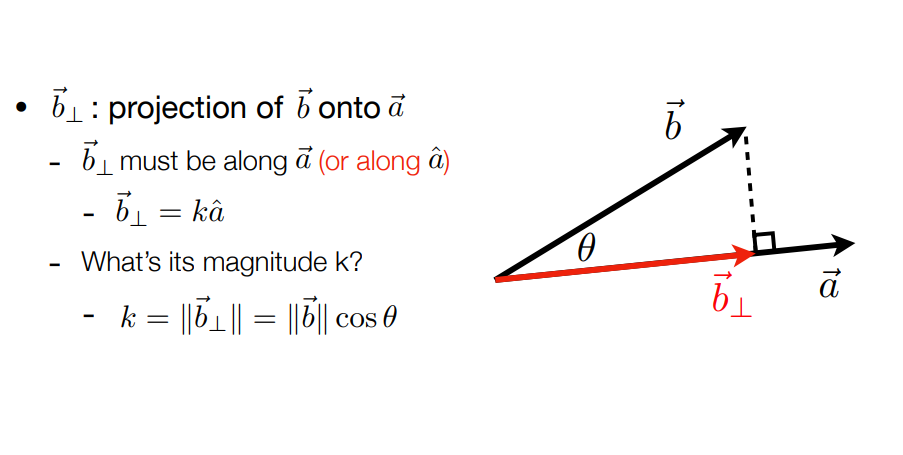 • $\vec{b}_\perp$ : projection of $\vec{b}$ onto $\vec{a}$
- $\vec{b}_\perp$ must be along $\vec{a}$ (or along $\hat{a}$)
- $\vec{b}_\perp = k\hat{a}$
- What's its magnitude k?
- $k = \|\vec{b}_\perp\| = \|\vec{b}\| \cos\theta$
$\vec{b}$
$\theta$
$\vec{b}_\perp$
$\vec{a}$